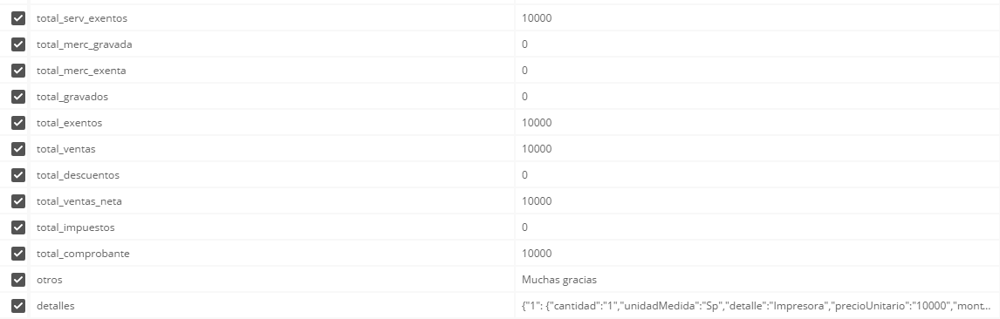 total_serv_exentos 10000
total_merc_gravada 0
total_merc_exenta 0
total_gravados 0
total_exentos 10000
total_ventas 10000
total_descuentos 0
total_ventas_neta 10000
total_impuestos 0
total_comprobante 10000
otros Muchas gracias
detalles {"1": {"cantidad":"1","unidadMedida":"Sp","detalle":"Impresora","precioUnitario":"10000","mont...